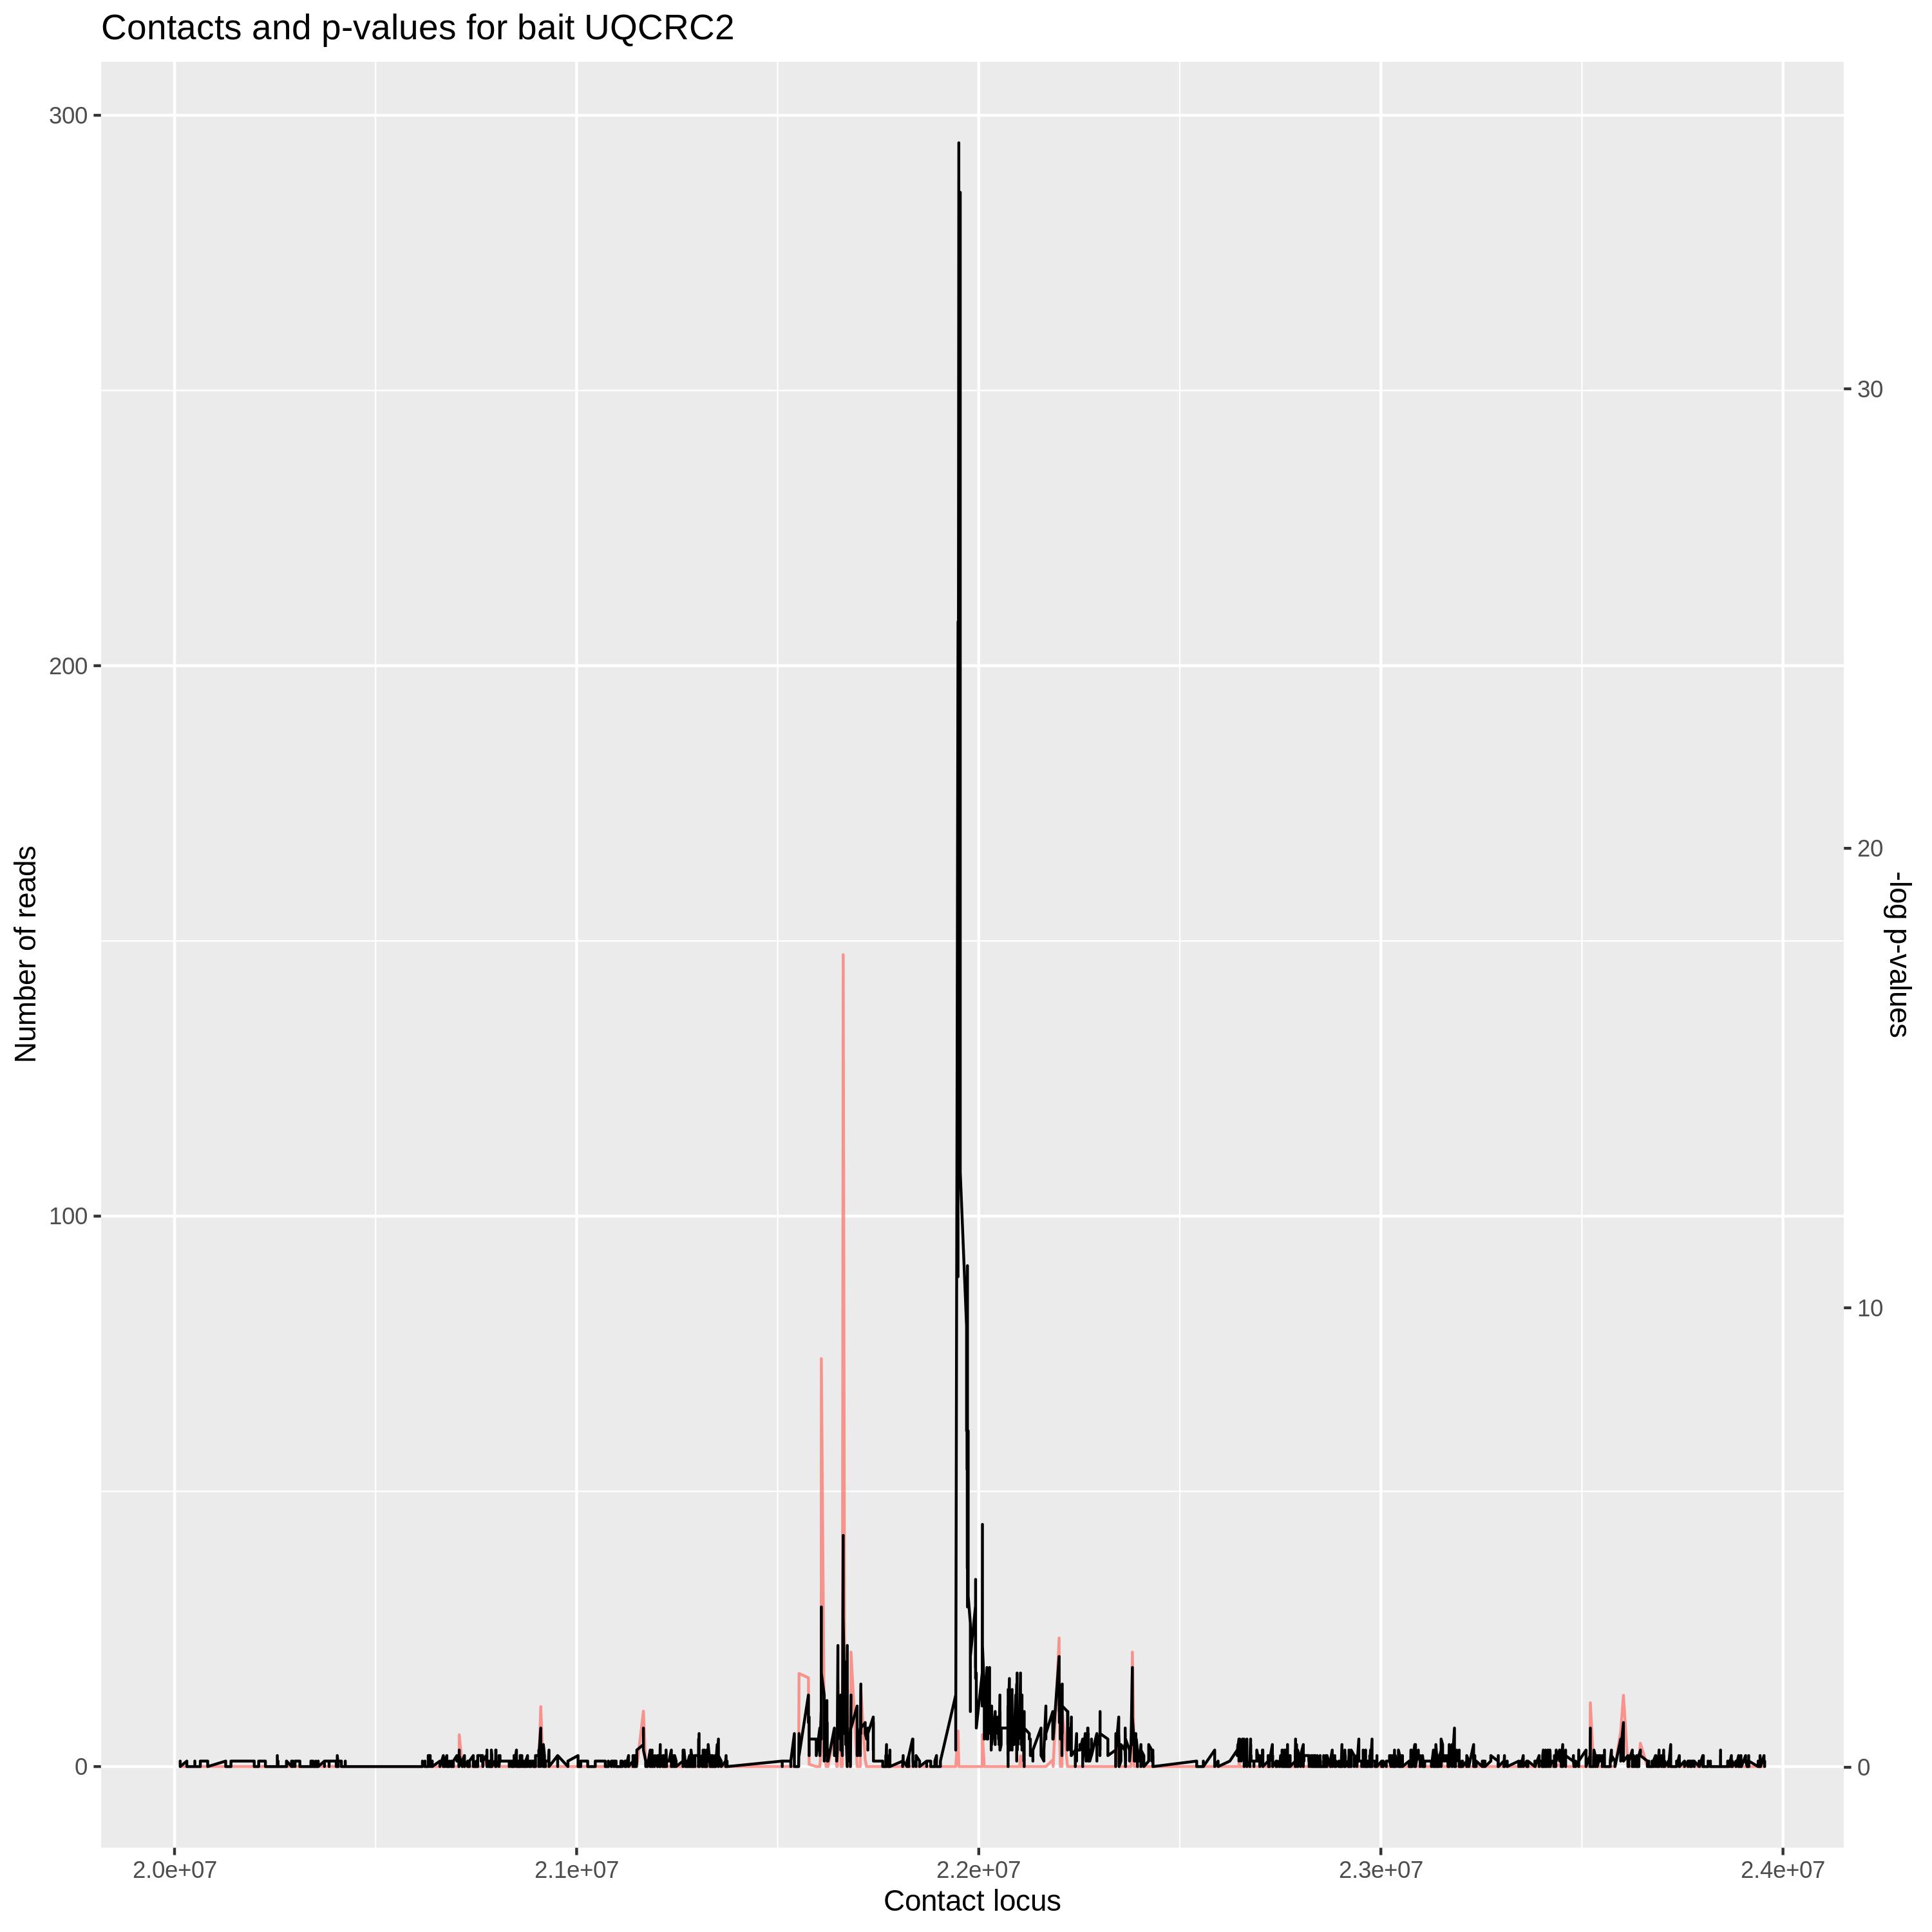 Contacts and p-values for bait UQCRC2
300
200
100
0
Number of reads
30
20
10
0
-log p-values
2.0e+07
2.1e+07
2.2e+07
2.3e+07
2.4e+07
Contact locus